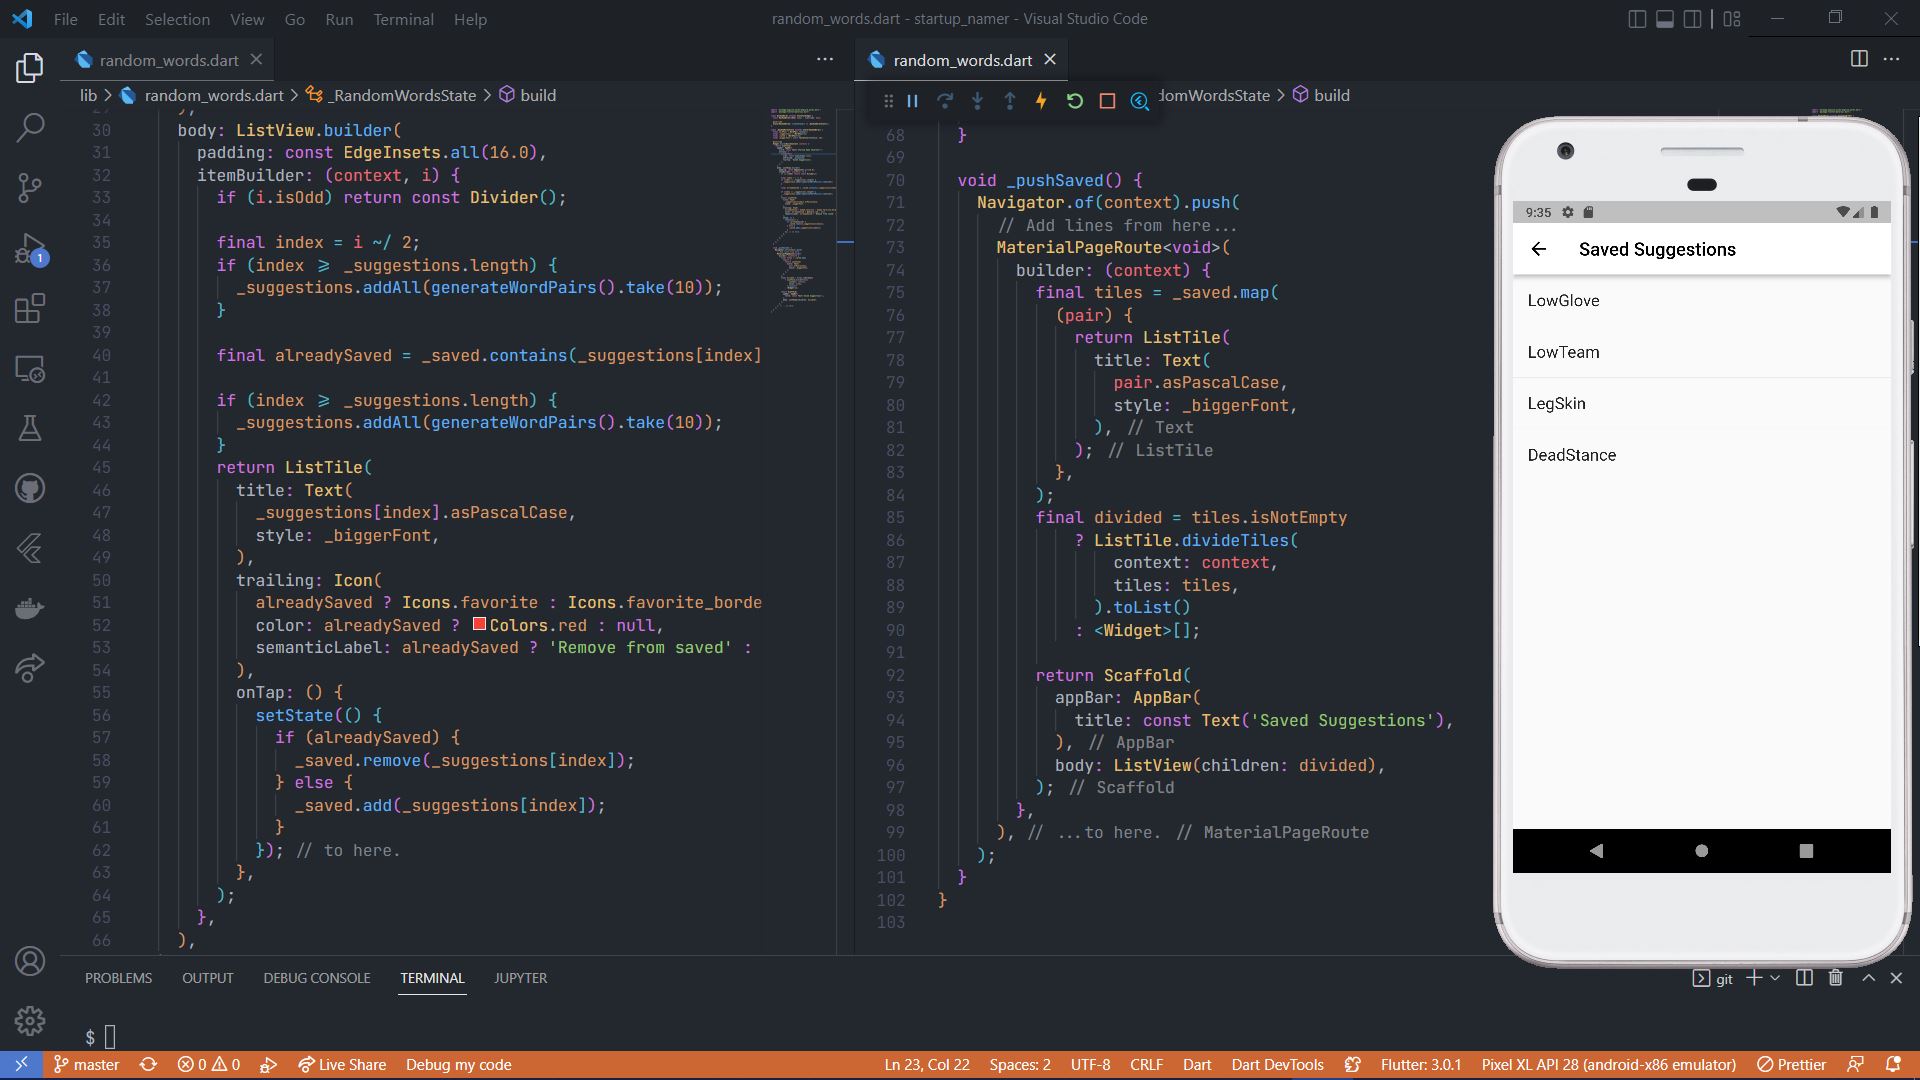 File Edit Selection View Go Run Terminal Help
random_words.dart - startup_namer - Visual Studio Code
random_words.dart
lib > random_words.dart > _RandomWordsState > build
30 body: ListView.builder(
31 padding: const EdgeInsets.all(16.0),
32 itemBuilder: (context, i) {
33 if (i.isOdd) return const Divider();
34
35 final index = i ~/ 2;
36 if (index >= _suggestions.length) {
37 _suggestions.addAll(generateWordPairs().take(10));
38 }
39
40 final alreadySaved = _saved.contains(_suggestions[index]
41
42 if (index >= _suggestions.length) {
43 _suggestions.addAll(generateWordPairs().take(10));
44 }
45 return ListTile(
46 title: Text(
47 _suggestions[index].asPascalCase,
48 style: _biggerFont,
49 ),
50 trailing: Icon(
51 alreadySaved ? Icons.favorite : Icons.favorite_borde
52 color: alreadySaved ? Colors.red : null,
53 semanticLabel: alreadySaved ? 'Remove from saved' :
54 ),
55 onTap: () {
56 setState(() {
57 if (alreadySaved) {
58 _saved.remove(_suggestions[index]);
59 } else {
60 _saved.add(_suggestions[index]);
61 }
62 }); // to here.
63 },
64 );
65 },
66 ),
random_words.dart
domWordsState > build
68 }
69
70 void _pushSaved() {
71 Navigator.of(context).push(
72 // Add lines from here...
73 MaterialPageRoute<void>(
74 builder: (context) {
75 final tiles = _saved.map(
76 (pair) {
77 return ListTile(
78 title: Text(
79 pair.asPascalCase,
80 style: _biggerFont,
81 ), // Text
82 ); // ListTile
83 },
84 );
85 final divided = tiles.isNotEmpty
86 ? ListTile.divideTiles(
87 context: context,
88 tiles: tiles,
89 ).toList()
90 : <Widget>[];
91
92 return Scaffold(
93 appBar: AppBar(
94 title: const Text('Saved Suggestions'),
95 ), // AppBar
96 body: ListView(children: divided),
97 ); // Scaffold
98 },
99 ), // ...to here. // MaterialPageRoute
100 );
101 }
102 }
103
9:35
Saved Suggestions
LowGlove
LowTeam
LegSkin
DeadStance
1
PROBLEMS OUTPUT DEBUG CONSOLE TERMINAL JUPYTER
git
$
master 0 0 Live Share Debug my code
Ln 23, Col 22 Spaces: 2 UTF-8 CRLF Dart Dart DevTools Flutter: 3.0.1 Pixel XL API 28 (android-x86 emulator) Prettier